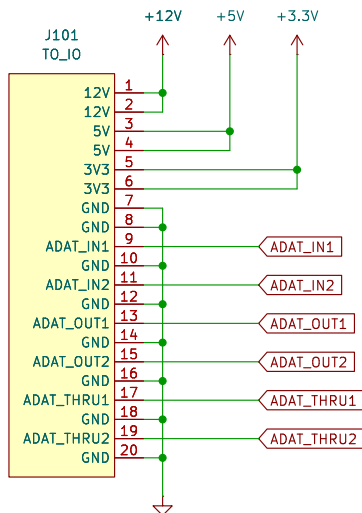 +12V +5V +3.3V
J101
TO_IO
12V 1
12V 2
5V 3
5V 4
3V3 5
3V3 6
GND 7
GND 8
ADAT_IN1 9 ADAT_IN1
GND 10
ADAT_IN2 11 ADAT_IN2
GND 12
ADAT_OUT1 13 ADAT_OUT1
GND 14
ADAT_OUT2 15 ADAT_OUT2
GND 16
ADAT_THRU1 17 ADAT_THRU1
GND 18
ADAT_THRU2 19 ADAT_THRU2
GND 20